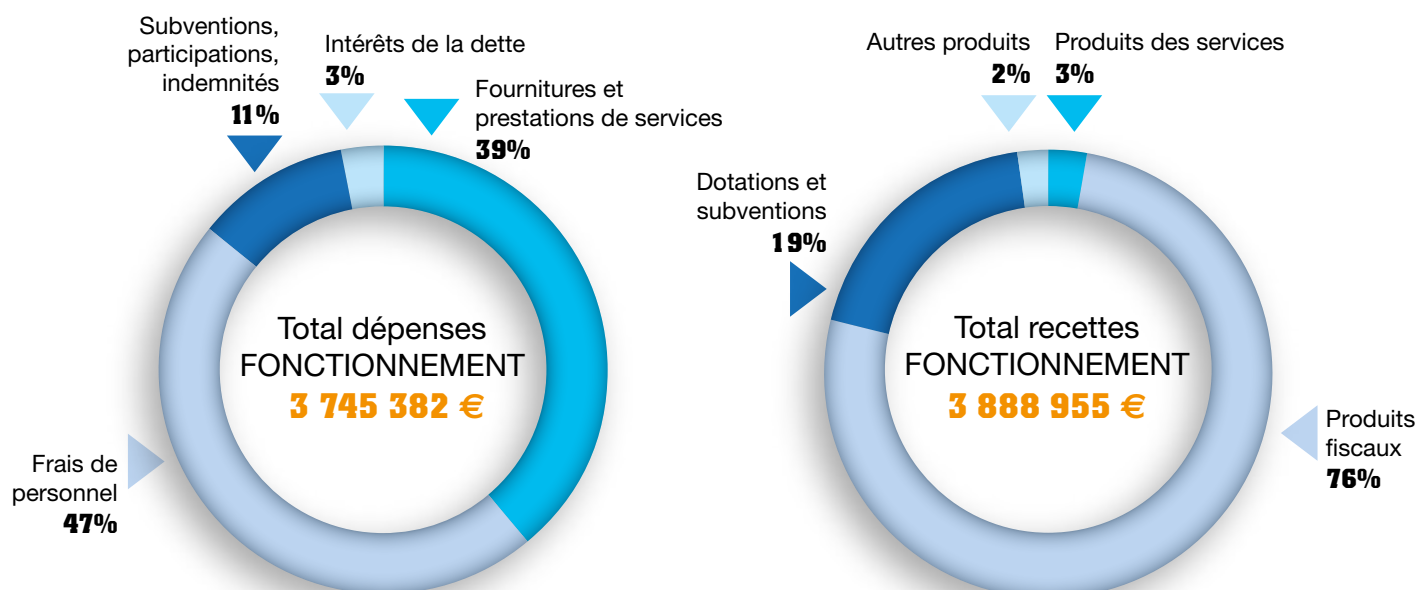 Subventions,
participations,
indemnités
11%
Intérêts de la dette
3%
Fournitures et
prestations de services
39%
Total dépenses
FONCTIONNEMENT
3 745 382 €
Frais de
personnel
47%
Autres produits
2%
Produits des services
3%
Dotations et
subventions
19%
Total recettes
FONCTIONNEMENT
3 888 955 €
Produits
fiscaux
76%